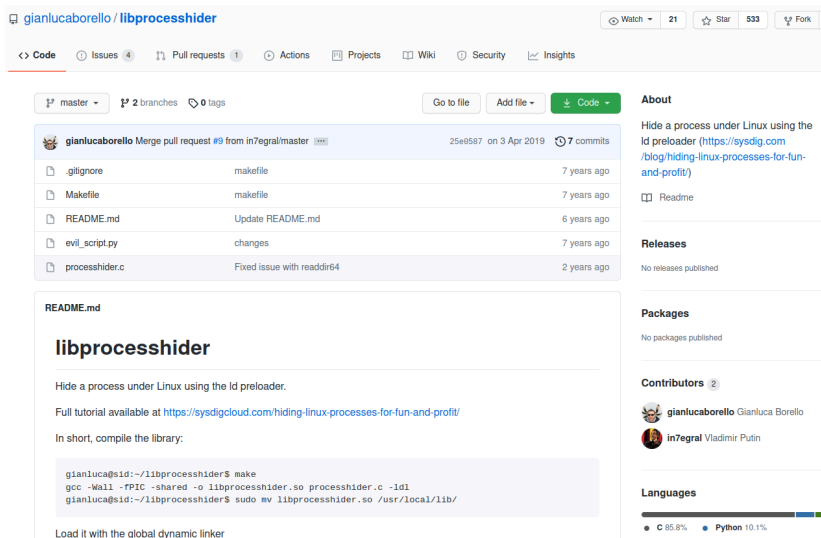 gianlucaborello / libprocesshider
Watch 21 Star 533 Fork
Code Issues 4 Pull requests 1 Actions Projects Wiki Security Insights
master 2 branches 0 tags Go to file Add file Code
gianlucaborello Merge pull request #9 from in7egral/master ... 25e0587 on 3 Apr 2019 7 commits
.gitignore makefile 7 years ago
Makefile makefile 7 years ago
README.md Update README.md 6 years ago
evil_script.py changes 7 years ago
processhider.c Fixed issue with readdir64 2 years ago
README.md
libprocesshider
Hide a process under Linux using the ld preloader.
Full tutorial available at https://sysdigcloud.com/hiding-linux-processes-for-fun-and-profit/
In short, compile the library:
gianluca@sid:~/libprocesshider$ make
gcc -Wall -fPIC -shared -o libprocesshider.so processhider.c -ldl
gianluca@sid:~/libprocesshider$ sudo mv libprocesshider.so /usr/local/lib/
Load it with the global dynamic linker
About
Hide a process under Linux using the
ld preloader (https://sysdig.com
/blog/hiding-linux-processes-for-fun-
and-profit/)
Readme
Releases
No releases published
Packages
No packages published
Contributors 2
gianlucaborello Gianluca Borello
in7egral Vladimir Putin
Languages
C 85.8% Python 10.1%